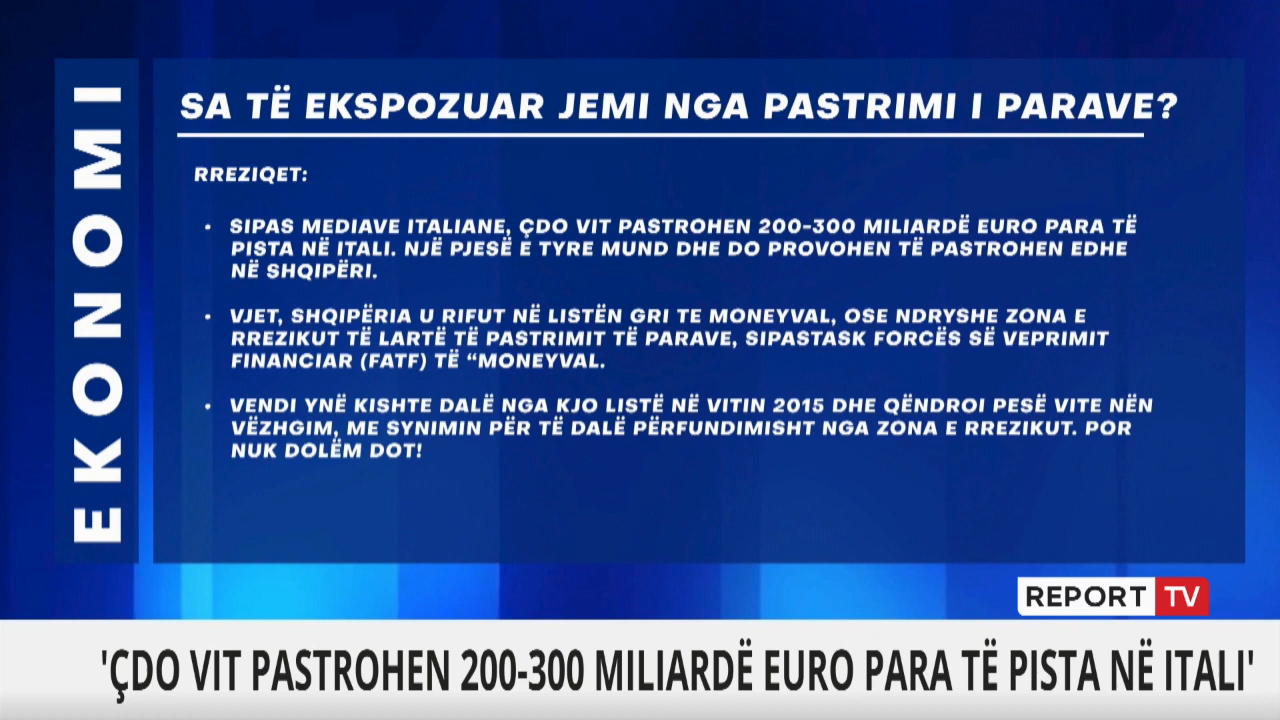 EKONOMI
SA TË EKSPOZUAR JEMI NGA PASTRIMI I PARAVE?
RREZIQET:
• SIPAS MEDIAVE ITALIANE, ÇDO VIT PASTROHEN 200-300 MILIARDË EURO PARA TË
PISTA NË ITALI. NJË PJESË E TYRE MUND DHE DO PROVOHEN TË PASTROHEN EDHE
NË SHQIPËRI.
• VJET, SHQIPËRIA U RIFUT NË LISTËN GRI TE MONEYVAL, OSE NDRYSHE ZONA E
RREZIKUT TË LARTË TË PASTRIMIT TË PARAVE, SIPASTASK FORCËS SË VEPRIMIT
FINANCIAR (FATF) TË “MONEYVAL.
• VENDI YNË KISHTE DALË NGA KJO LISTË NË VITIN 2015 DHE QËNDROI PESË VITE NËN
VËZHGIM, ME SYNIMIN PËR TË DALË PËRFUNDIMISHT NGA ZONA E RREZIKUT. POR
NUK DOLËM DOT!
REPORT TV
'ÇDO VIT PASTROHEN 200-300 MILIARDË EURO PARA TË PISTA NË ITALI'